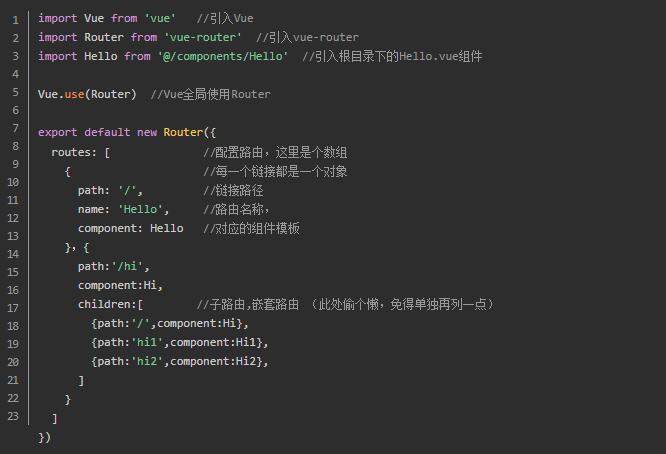 1 import Vue from 'vue'   //引入Vue
2 import Router from 'vue-router'  //引入vue-router
3 import Hello from '@/components/Hello'  //引入根目录下的Hello.vue组件
4
5 Vue.use(Router)  //Vue全局使用Router
6
7 export default new Router({
8   routes: [              //配置路由，这里是个数组
9     {                    //每一个链接都是一个对象
10       path: '/',         //链接路径
11       name: 'Hello',     //路由名称，
12       component: Hello   //对应的组件模板
13     },{
14       path:'/hi',
15       component:Hi,
16       children:[        //子路由,嵌套路由 （此处偷个懒，免得单独再列一点）
17         {path:'/',component:Hi},
18         {path:'hi1',component:Hi1},
19         {path:'hi2',component:Hi2},
20       ]
21     }
22   ]
23 })